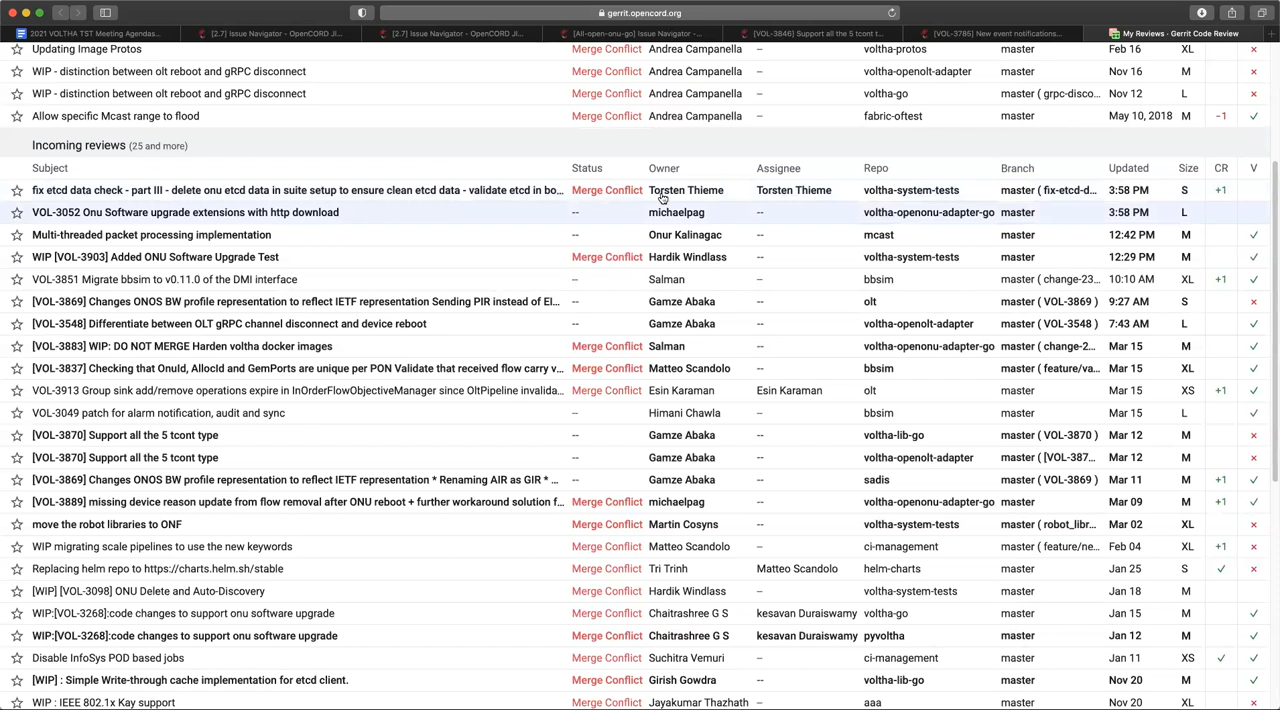 gerrit.opencord.org
2021 VOLTHA TST Meeting Agendas... [2.7] Issue Navigator - OpenCORD Ji... [2.7] Issue Navigator - OpenCORD Ji... [All-open-onu-go] Issue Navigator -... [VOL-3846] Support all the 5 tcont t... [VOL-3785] New event notifications... My Reviews · Gerrit Code Review
Updating Image Protos Merge Conflict Andrea Campanella -- voltha-protos master Feb 16 XL
WIP - distinction between olt reboot and gRPC disconnect Merge Conflict Andrea Campanella -- voltha-openolt-adapter master Nov 16 M
WIP - distinction between olt reboot and gRPC disconnect Merge Conflict Andrea Campanella -- voltha-go master ( grpc-disco... Nov 12 L
Allow specific Mcast range to flood Merge Conflict Andrea Campanella -- fabric-oftest master May 10, 2018 M -1 ✓
Incoming reviews (25 and more)
Subject Status Owner Assignee Repo Branch Updated Size CR V
fix etcd data check - part III - delete onu etcd data in suite setup to ensure clean etcd data - validate etcd in bo... Merge Conflict Torsten Thieme Torsten Thieme voltha-system-tests master ( fix-etcd-d... 3:58 PM S +1
VOL-3052 Onu Software upgrade extensions with http download -- michaelpag -- voltha-openonu-adapter-go master 3:58 PM L
Multi-threaded packet processing implementation -- Onur Kalinagac -- mcast master 12:42 PM M ✓
WIP [VOL-3903] Added ONU Software Upgrade Test Merge Conflict Hardik Windlass -- voltha-system-tests master 12:29 PM M ✓
VOL-3851 Migrate bbsim to v0.11.0 of the DMI interface -- Salman -- bbsim master ( change-23... 10:10 AM XL +1 ✓
[VOL-3869] Changes ONOS BW profile representation to reflect IETF representation Sending PIR instead of EI... -- Gamze Abaka -- olt master ( VOL-3869 ) 9:27 AM S
[VOL-3548] Differentiate between OLT gRPC channel disconnect and device reboot -- Gamze Abaka -- voltha-openolt-adapter master ( VOL-3548 ) 7:43 AM L ✓
[VOL-3883] WIP: DO NOT MERGE Harden voltha docker images Merge Conflict Salman -- voltha-openonu-adapter-go master ( change-2... Mar 15 M ✓
[VOL-3837] Checking that OnuId, AllocId and GemPorts are unique per PON Validate that received flow carry v... Merge Conflict Matteo Scandolo -- bbsim master ( feature/va... Mar 15 XL ✓
VOL-3913 Group sink add/remove operations expire in InOrderFlowObjectiveManager since OltPipeline invalida... Merge Conflict Esin Karaman Esin Karaman olt master Mar 15 XS +1 ✓
VOL-3049 patch for alarm notification, audit and sync -- Himani Chawla -- bbsim master Mar 15 L ✓
[VOL-3870] Support all the 5 tcont type -- Gamze Abaka -- voltha-lib-go master ( VOL-3870 ) Mar 12 M
[VOL-3870] Support all the 5 tcont type -- Gamze Abaka -- voltha-openolt-adapter master ( [VOL-387... Mar 12 M
[VOL-3869] Changes ONOS BW profile representation to reflect IETF representation * Renaming AIR as GIR * ... -- Gamze Abaka -- sadis master ( VOL-3869 ) Mar 11 M +1 ✓
[VOL-3889] missing device reason update from flow removal after ONU reboot + further workaround solution f... Merge Conflict michaelpag -- voltha-openonu-adapter-go master Mar 09 M +1 ✓
move the robot libraries to ONF Merge Conflict Martin Cosyns -- voltha-system-tests master ( robot_libr... Mar 02 XL
WIP migrating scale pipelines to use the new keywords Merge Conflict Matteo Scandolo -- ci-management master ( feature/ne... Feb 04 XL +1
Replacing helm repo to https://charts.helm.sh/stable Merge Conflict Tri Trinh Matteo Scandolo helm-charts master Jan 25 S ✓
[WIP] [VOL-3098] ONU Delete and Auto-Discovery Merge Conflict Hardik Windlass -- voltha-system-tests master Jan 18 M
WIP:[VOL-3268]:code changes to support onu software upgrade Merge Conflict Chaitrashree G S kesavan Duraiswamy voltha-go master Jan 15 M ✓
WIP:[VOL-3268]:code changes to support onu software upgrade Merge Conflict Chaitrashree G S kesavan Duraiswamy pyvoltha master Jan 12 M ✓
Disable InfoSys POD based jobs Merge Conflict Suchitra Vemuri -- ci-management master Jan 11 XS ✓ ✓
[WIP] : Simple Write-through cache implementation for etcd client. Merge Conflict Girish Gowdra -- voltha-lib-go master Nov 20 M ✓
WIP : IEEE 802.1x Kay support Merge Conflict Jayakumar Thazhath -- aaa master Nov 20 XL